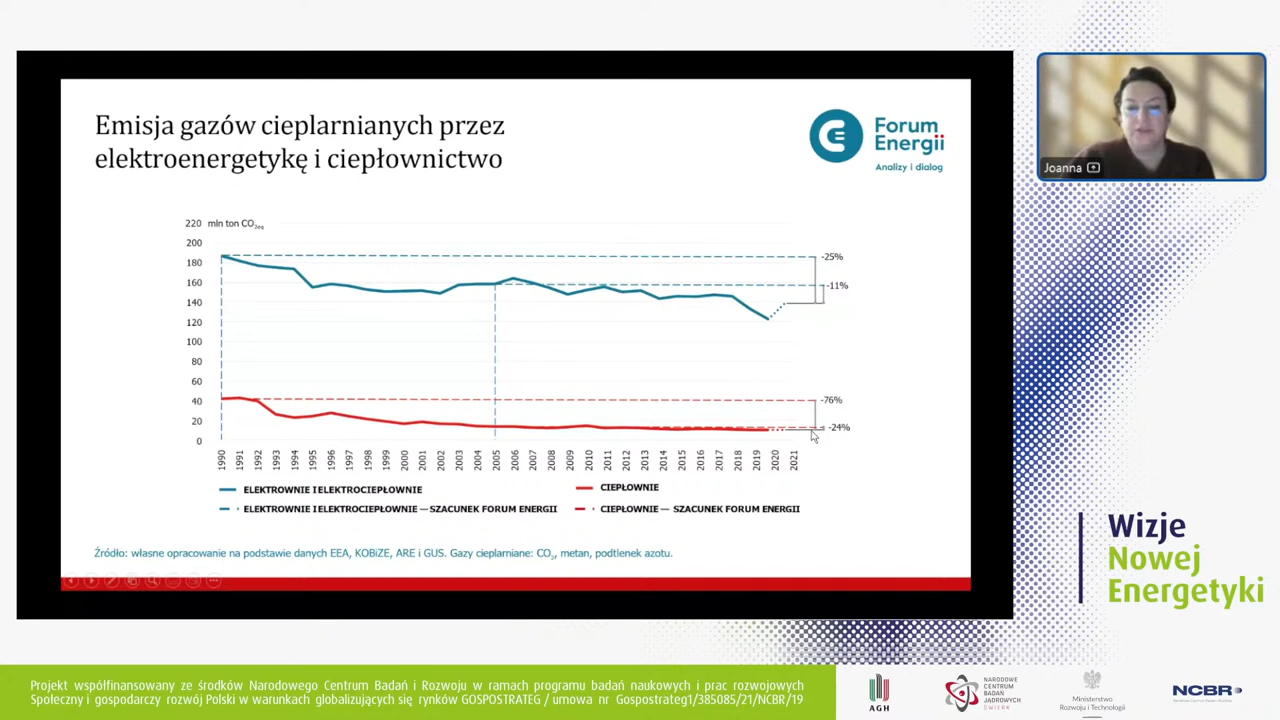 Emisja gazów cieplarnianych przez
elektroenergetykę i ciepłownictwo
Forum
Energii
Analizy i dialog
Joanna
220 mln ton CO2eq
200
180
160
140
120
100
80
60
40
20
0
-25%
-11%
-76%
-24%
1990 1991 1992 1993 1994 1995 1996 1997 1998 1999 2000 2001 2002 2003 2004 2005 2006 2007 2008 2009 2010 2011 2012 2013 2014 2015 2016 2017 2018 2019 2020 2021
ELEKTROWNIE I ELEKTROCIEPŁOWNIE
CIEPŁOWNIE
ELEKTROWNIE I ELEKTROCIEPŁOWNIE — SZACUNEK FORUM ENERGII
CIEPŁOWNIE — SZACUNEK FORUM ENERGII
Źródło: własne opracowanie na podstawie danych EEA, KOBiZE, ARE i GUS. Gazy cieplarniane: CO2, metan, podtlenek azotu.
Wizje
Nowej
Energetyki
Projekt współfinansowany ze środków Narodowego Centrum Badań i Rozwoju w ramach programu badań naukowych i prac rozwojowych
Społeczny i gospodarczy rozwój Polski w warunkach globalizujących się rynków GOSPOSTRATEG / umowa nr Gospostrateg1/385085/21/NCBR/19
AGH
NARODOWE
CENTRUM
BADAŃ
JĄDROWYCH
ŚWIERK
Ministerstwo
Rozwoju i Technologii
NCBR
Narodowe Centrum Badań i Rozwoju